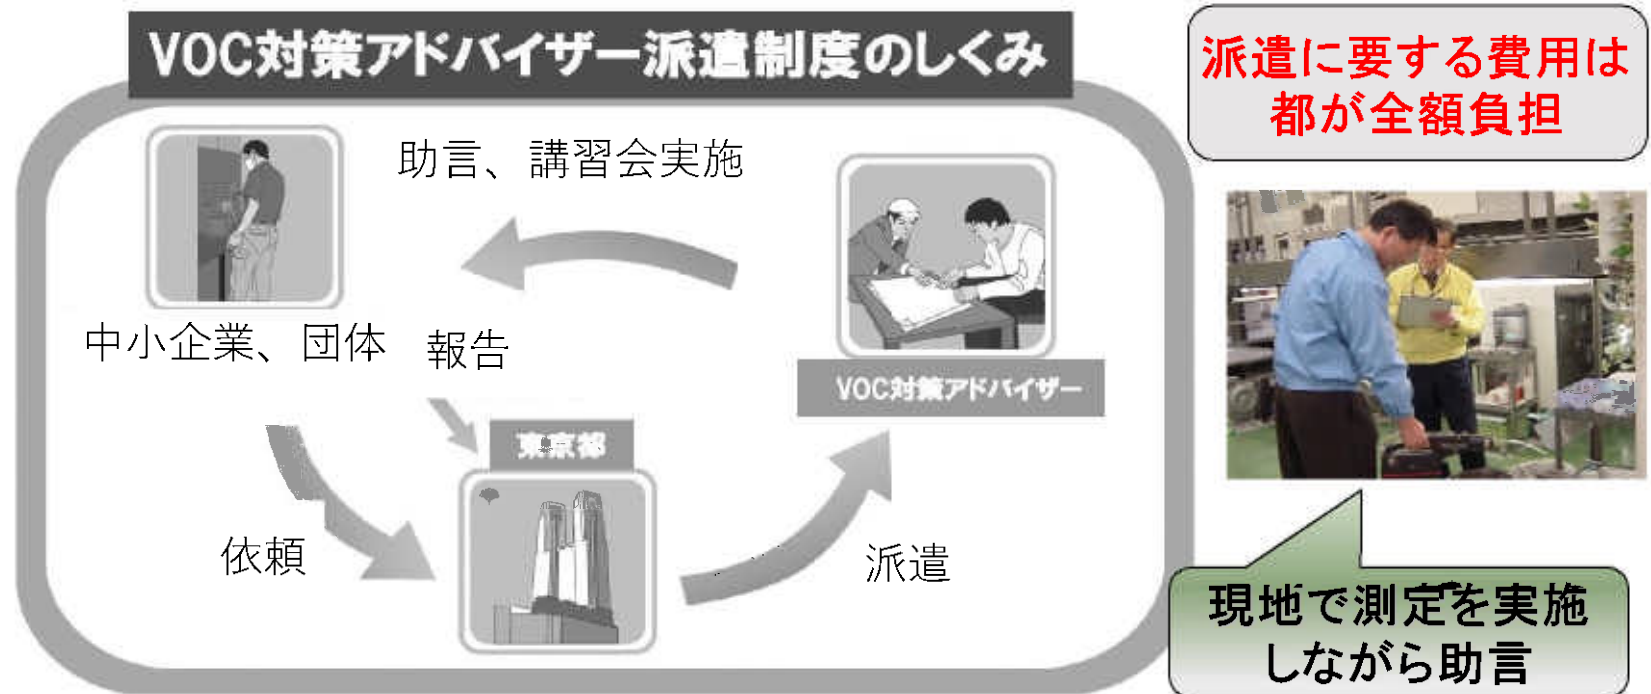 VOC対策アドバイザー派遣制度のしくみ
派遣に要する費用は
都が全額負担
助言、講習会実施
中小企業、団体
報告
VOC対策アドバイザー
東京都
依頼
派遣
現地で測定を実施
しながら助言